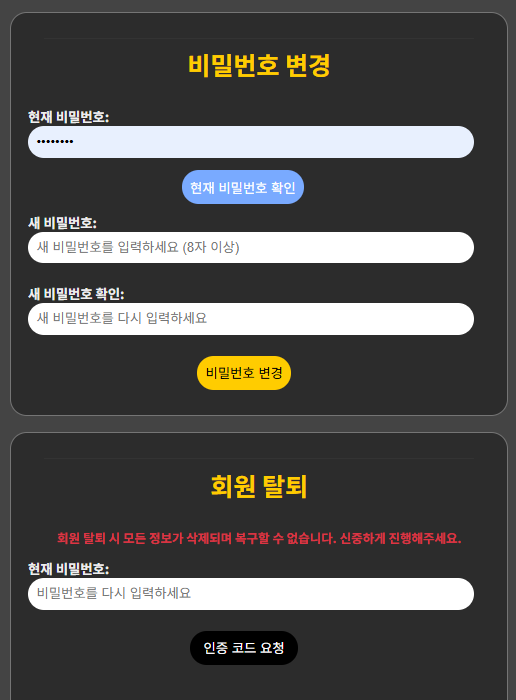 비밀번호 변경
현재 비밀번호:
••••••••
현재 비밀번호 확인
새 비밀번호:
새 비밀번호를 입력하세요 (8자 이상)
새 비밀번호 확인:
새 비밀번호를 다시 입력하세요
비밀번호 변경
회원 탈퇴
회원 탈퇴 시 모든 정보가 삭제되며 복구할 수 없습니다. 신중하게 진행해주세요.
현재 비밀번호:
비밀번호를 다시 입력하세요
인증 코드 요청